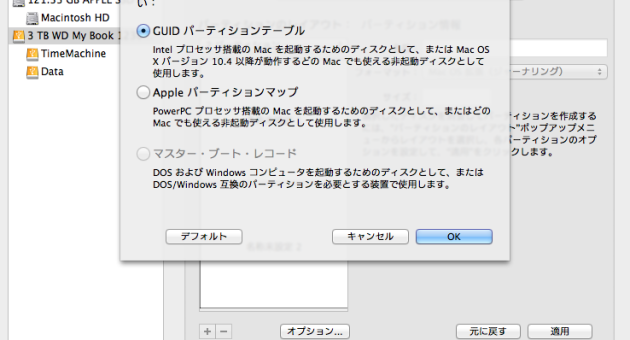 い：
Macintosh HD
3 TB WD My Book
TimeMachine
Data
GUID パーティションテーブル
Intel プロセッサ搭載の Mac を起動するためのディスクとして、または Mac OS
X バージョン 10.4 以降が動作するどの Mac でも使える非起動ディスクとして
使用します。
Apple パーティションマップ
PowerPC プロセッサ搭載の Mac を起動するためのディスクとして、またはどの
Mac でも使える非起動ディスクとして使用します。
マスター・ブート・レコード
DOS および Windows コンピュータを起動するためのディスクとして、または
DOS/Windows 互換のパーティションを必要とする装置で使用します。
デフォルト
キャンセル
OK
ーナリング）
パーティションを作成する
ポップアップメニ
パーティションのオプ
クします。
オプション...
元に戻す
適用